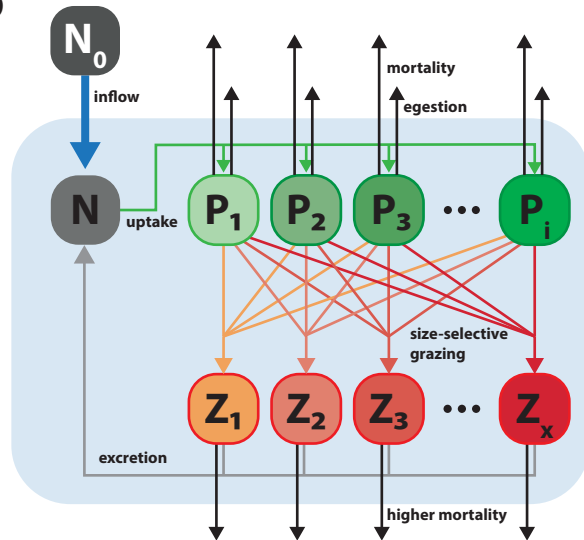 )
N₀
inflow
mortality
egestion
N
uptake
P₁ P₂ P₃ ••• Pᵢ
size-selective
grazing
Z₁ Z₂ Z₃ ••• Zₓ
excretion
higher mortality